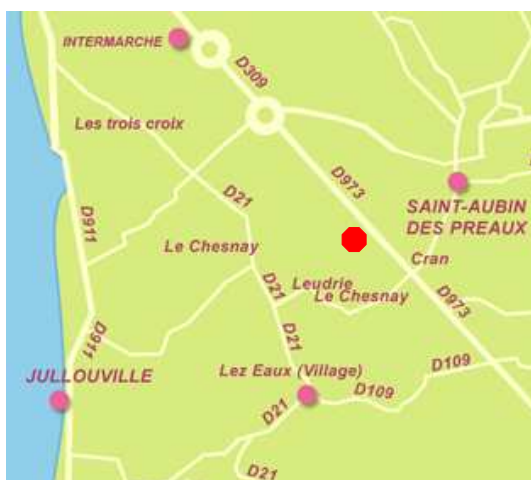 INTERMARCHE
D309
Les trois croix
D973
D21
SAINT-AUBIN
DES PREAUX
D911
Le Chesnay
Cran
D21
Leudrie
Le Chesnay
D973
D911
D21
D109
JULLOUVILLE
Lez Eaux (Village)
D109
D21
D21